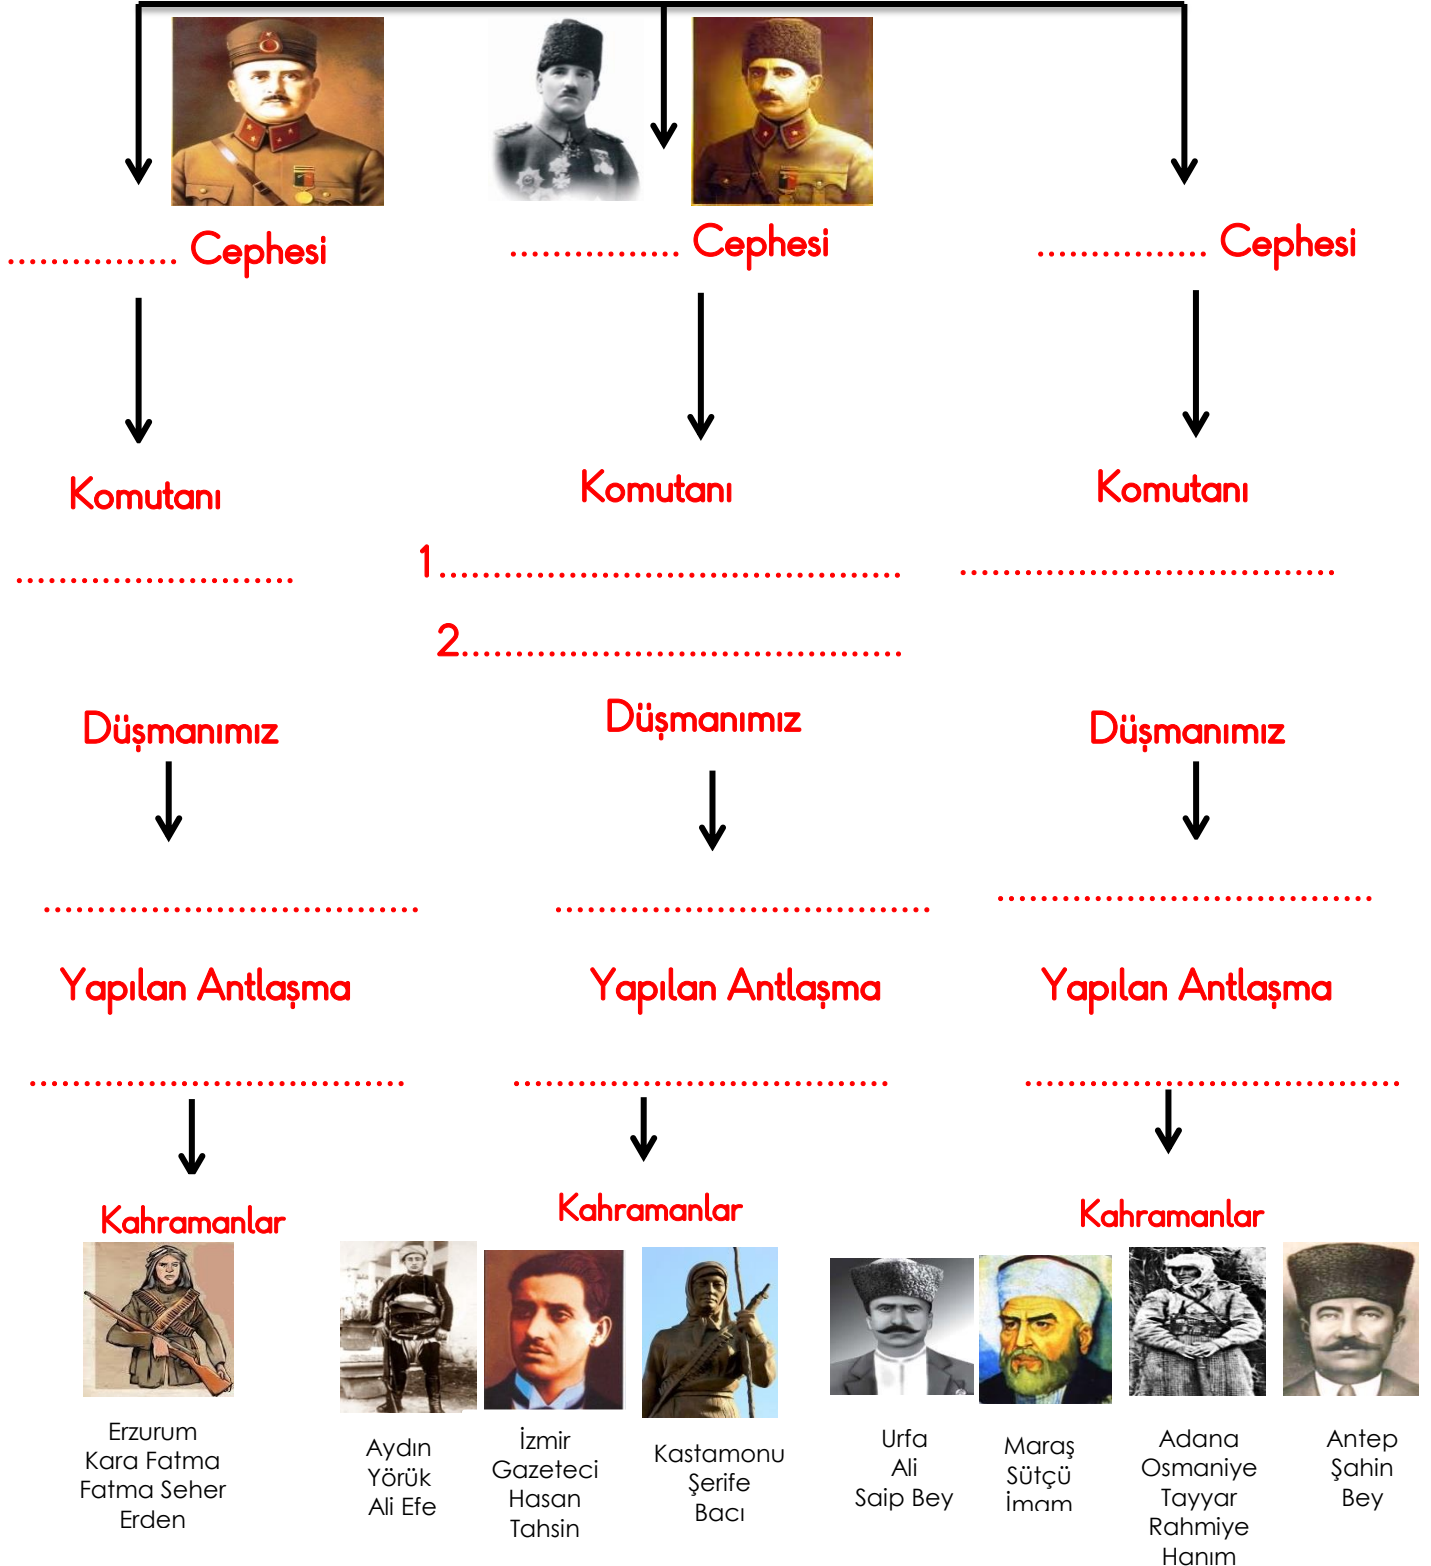 ................ Cephesi
................ Cephesi
................ Cephesi
Komutanı
Komutanı
Komutanı
..........................
1...........................................
...................................
2.........................................
Düşmanımız
Düşmanımız
Düşmanımız
...................................
...................................
...................................
Yapılan Antlaşma
Yapılan Antlaşma
Yapılan Antlaşma
...................................
...................................
...................................
Kahramanlar
Kahramanlar
Kahramanlar
Erzurum
Kara Fatma
Fatma Seher
Erden
Aydın
Yörük
Ali Efe
İzmir
Gazeteci
Hasan
Tahsin
Kastamonu
Şerife
Bacı
Urfa
Ali
Saip Bey
Maraş
Sütçü
İmam
Adana
Osmaniye
Tayyar
Rahmiye
Hanım
Antep
Şahin
Bey